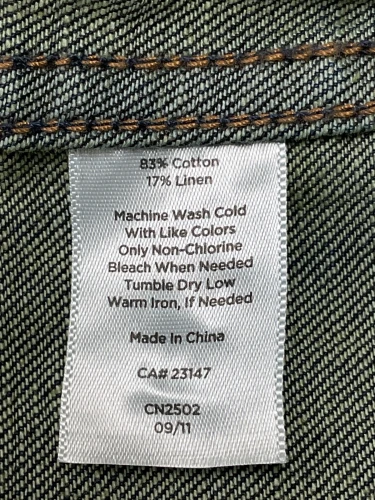 83% Cotton
17% Linen
Machine Wash Cold
With Like Colors
Only Non-Chlorine
Bleach When Needed
Tumble Dry Low
Warm Iron, If Needed
Made In China
CA# 23147
CN2502
09/11